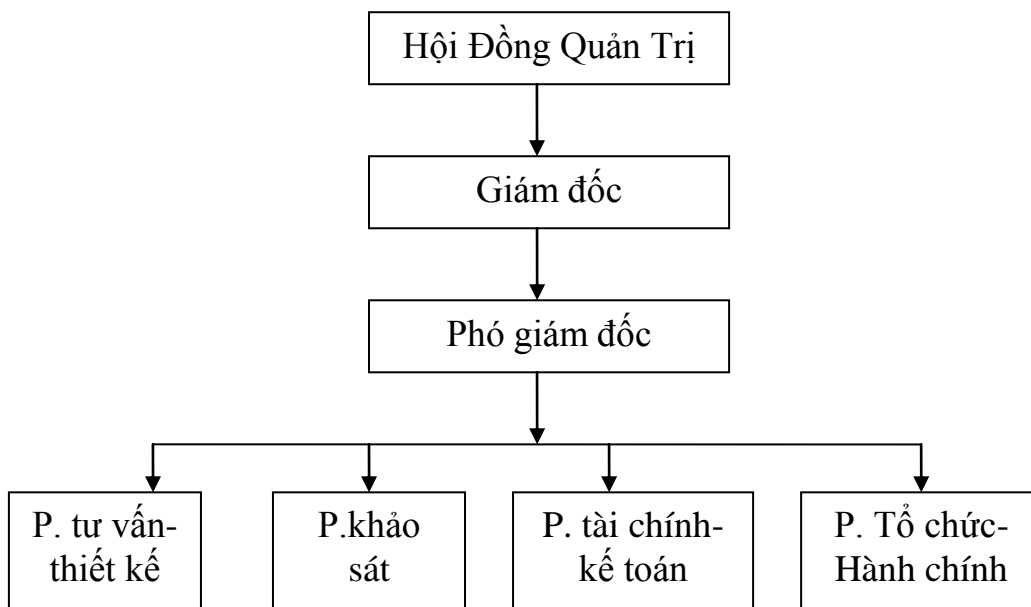 Hội Đồng Quản Trị
Giám đốc
Phó giám đốc
P. tư vấn-
thiết kế
P.khảo
sát
P. tài chính-
kế toán
P. Tổ chức-
Hành chính